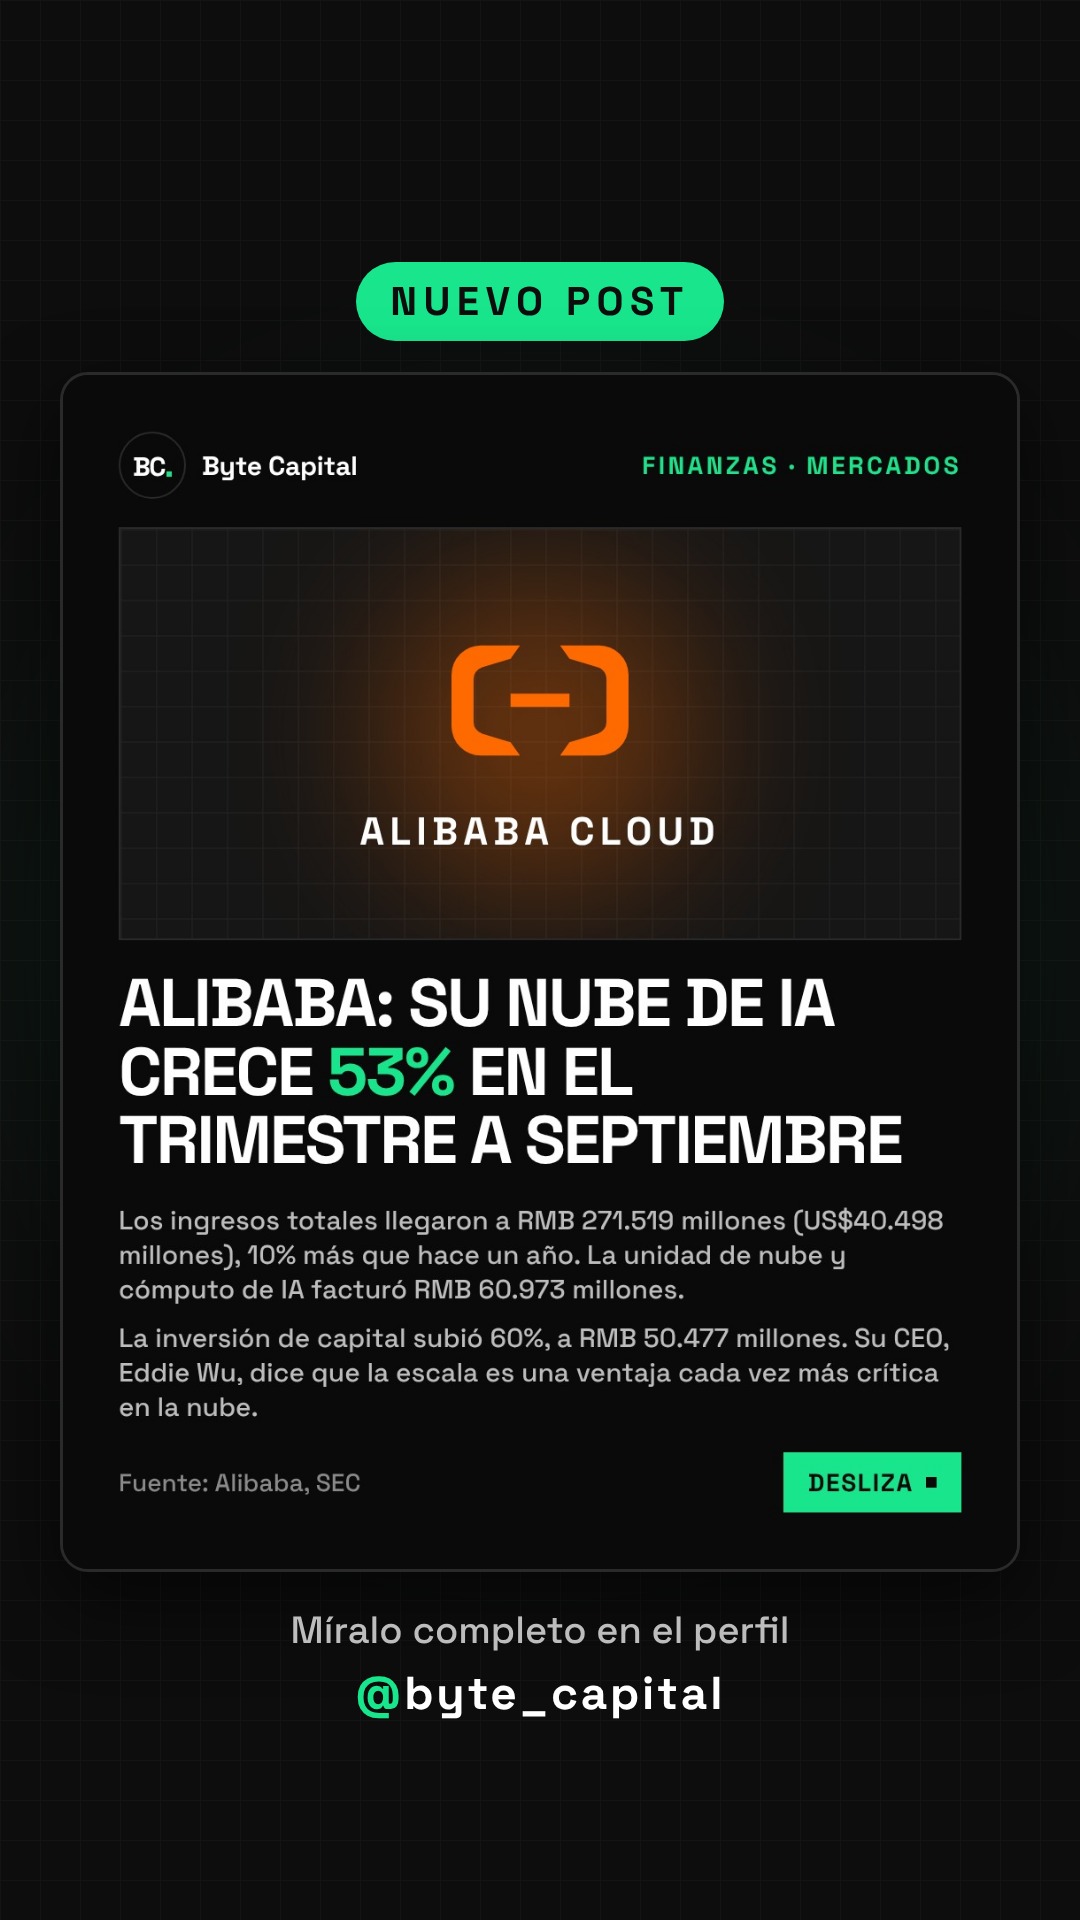 NUEVO POST
BC.
Byte Capital
FINANZAS · MERCADOS
ALIBABA CLOUD
ALIBABA: SU NUBE DE IA
CRECE 53% EN EL
TRIMESTRE A SEPTIEMBRE
Los ingresos totales llegaron a RMB 271.519 millones (US$40.498
millones), 10% más que hace un año. La unidad de nube y
cómputo de IA facturó RMB 60.973 millones.
La inversión de capital subió 60%, a RMB 50.477 millones. Su CEO,
Eddie Wu, dice que la escala es una ventaja cada vez más crítica
en la nube.
Fuente: Alibaba, SEC
DESLIZA ▪
Míralo completo en el perfil
@byte_capital